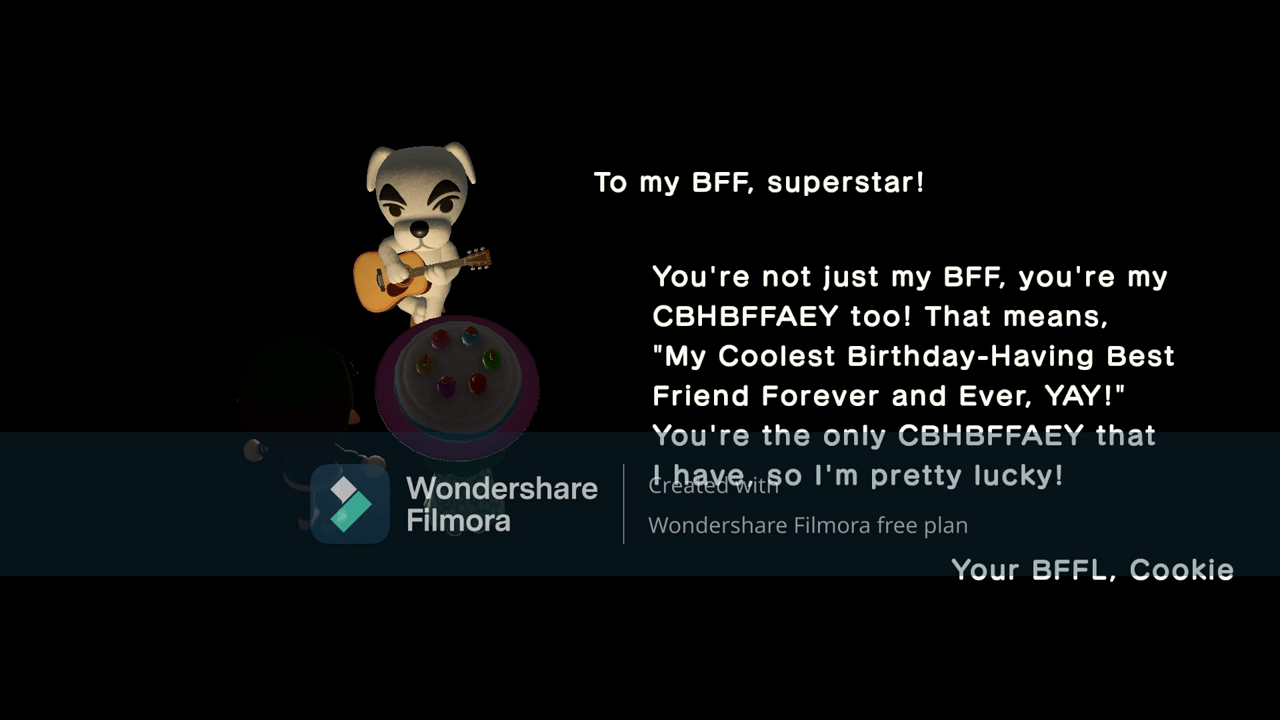 To my BFF, superstar!
You're not just my BFF, you're my
CBHBFFAEY too! That means,
"My Coolest Birthday-Having Best
Friend Forever and Ever, YAY!"
You're the only CBHBFFAEY that
I have, so I'm pretty lucky!
Wondershare
Filmora
Created with
Wondershare Filmora free plan
Your BFFL, Cookie